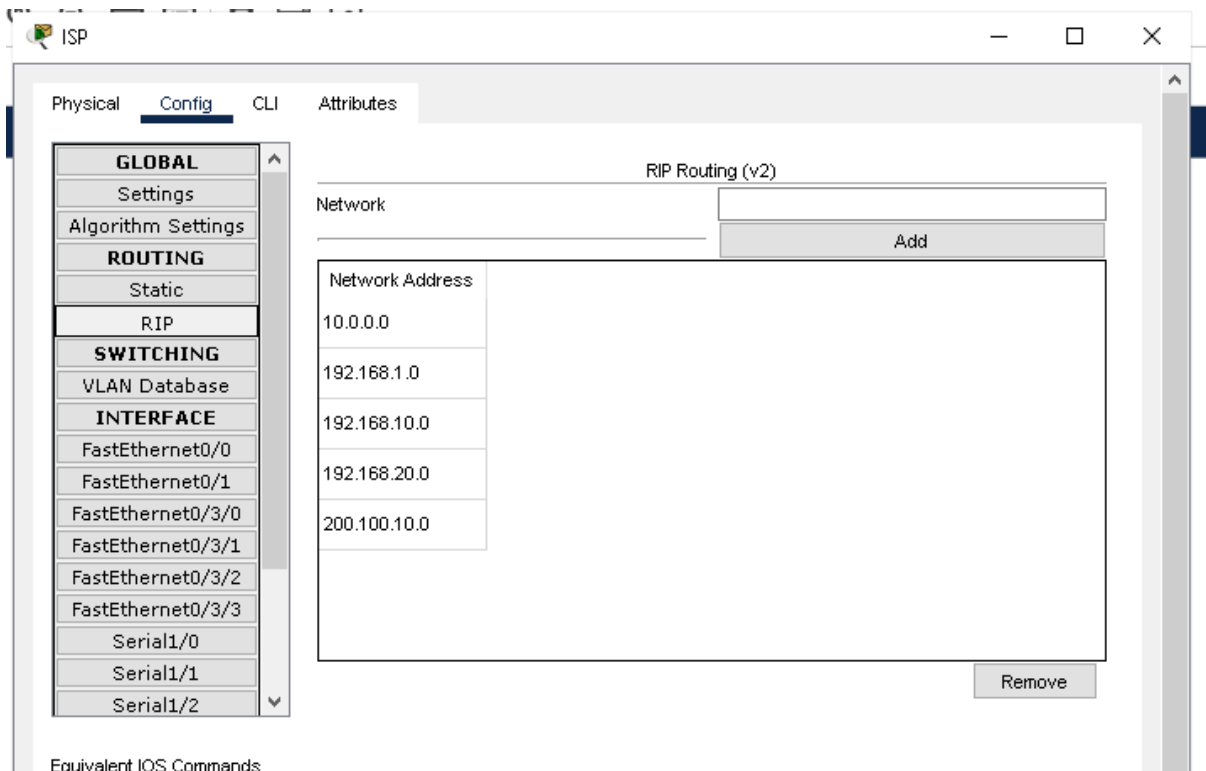 ISP
Physical Config CLI Attributes
GLOBAL
Settings
Algorithm Settings
ROUTING
Static
RIP
SWITCHING
VLAN Database
INTERFACE
FastEthernet0/0
FastEthernet0/1
FastEthernet0/3/0
FastEthernet0/3/1
FastEthernet0/3/2
FastEthernet0/3/3
Serial1/0
Serial1/1
Serial1/2
RIP Routing (v2)
Network
Add
Network Address
10.0.0.0
192.168.1.0
192.168.10.0
192.168.20.0
200.100.10.0
Remove
Equivalent IOS Commands